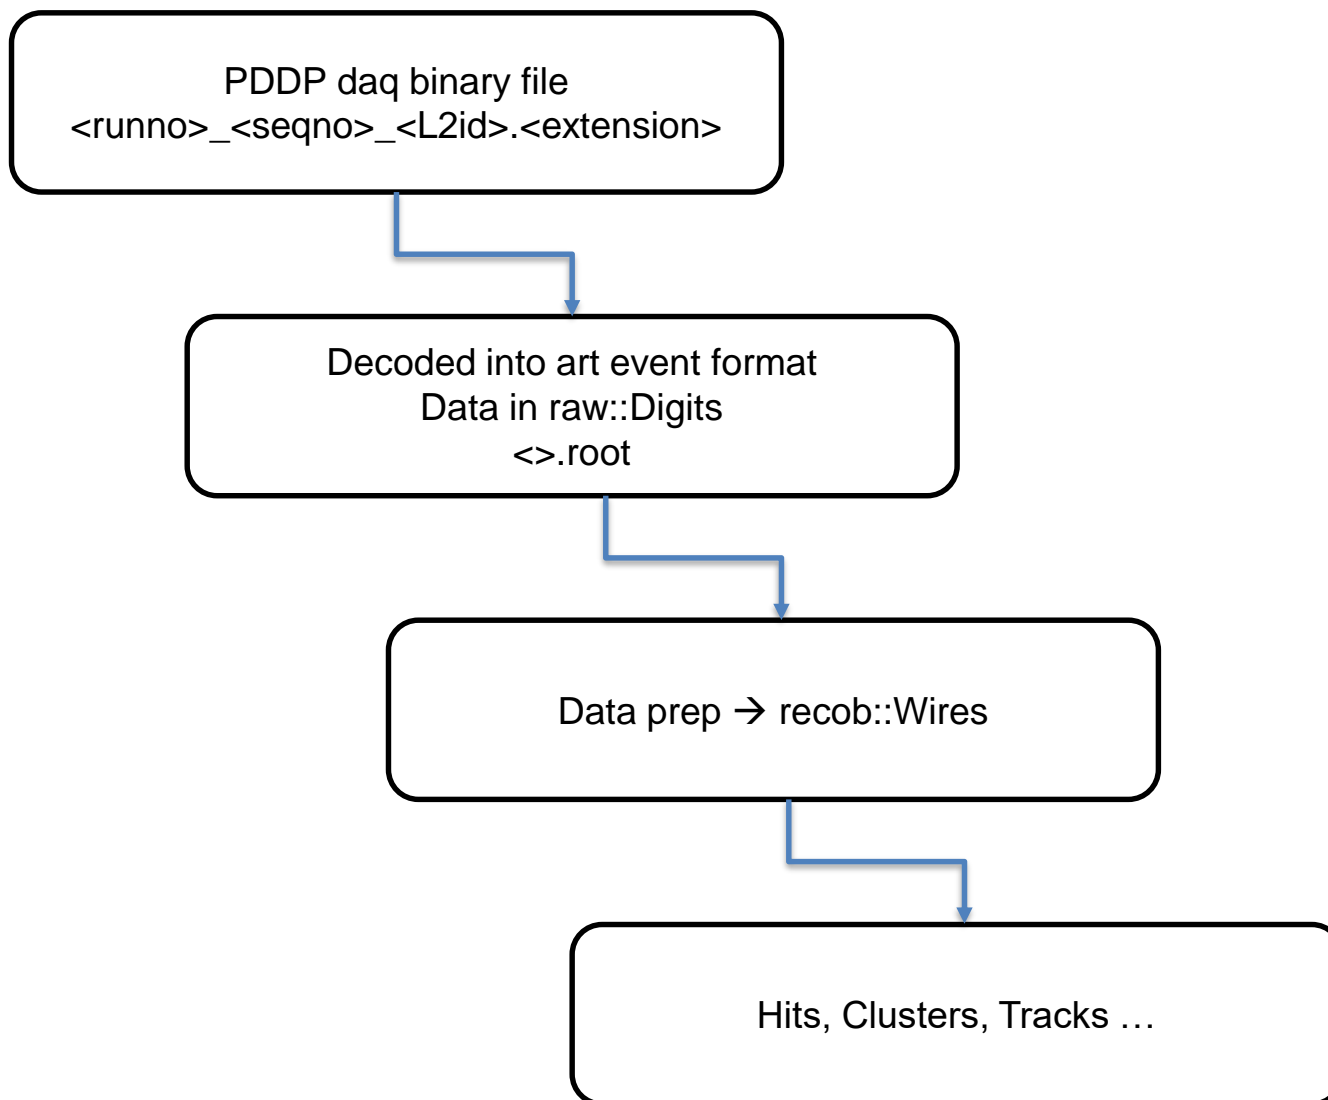 PDDP daq binary file
<runno>_<seqno>_<L2id>.<extension>
Decoded into art event format
Data in raw::Digits
<>.root
Data prep → recob::Wires
Hits, Clusters, Tracks …